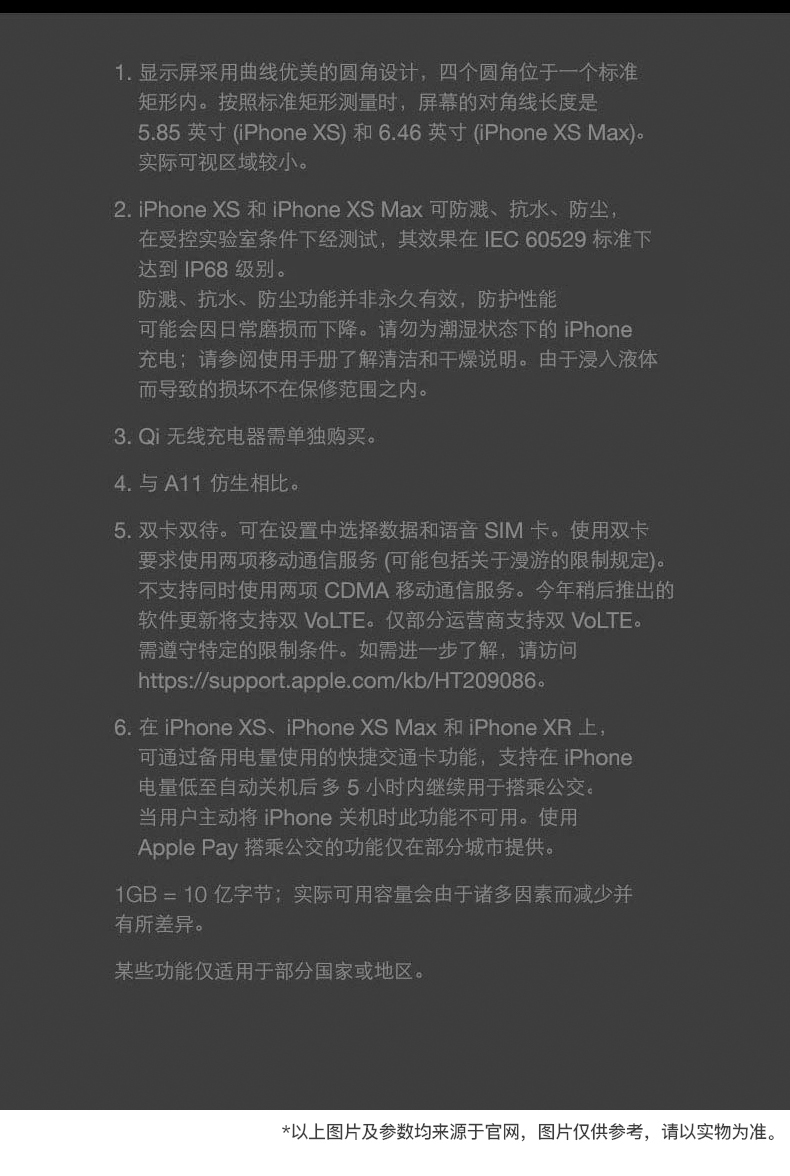 1. 显示屏采用曲线优美的圆角设计，四个圆角位于一个标准
矩形内。按照标准矩形测量时，屏幕的对角线长度是
5.85 英寸 (iPhone XS) 和 6.46 英寸 (iPhone XS Max)。
实际可视区域较小。
2. iPhone XS 和 iPhone XS Max 可防溅、抗水、防尘，
在受控实验室条件下经测试，其效果在 IEC 60529 标准下
达到 IP68 级别。
防溅、抗水、防尘功能并非永久有效，防护性能
可能会因日常磨损而下降。请勿为潮湿状态下的 iPhone
充电；请参阅使用手册了解清洁和干燥说明。由于浸入液体
而导致的损坏不在保修范围之内。
3. Qi 无线充电器需单独购买。
4. 与 A11 仿生相比。
5. 双卡双待。可在设置中选择数据和语音 SIM 卡。使用双卡
要求使用两项移动通信服务 (可能包括关于漫游的限制规定)。
不支持同时使用两项 CDMA 移动通信服务。今年稍后推出的
软件更新将支持双 VoLTE。仅部分运营商支持双 VoLTE。
需遵守特定的限制条件。如需进一步了解，请访问
https://support.apple.com/kb/HT209086。
6. 在 iPhone XS、iPhone XS Max 和 iPhone XR 上，
可通过备用电量使用的快捷交通卡功能，支持在 iPhone
电量低至自动关机后多 5 小时内继续用于搭乘公交。
当用户主动将 iPhone 关机时此功能不可用。使用
Apple Pay 搭乘公交的功能仅在部分城市提供。
1GB = 10 亿字节；实际可用容量会由于诸多因素而减少并
有所差异。
某些功能仅适用于部分国家或地区。
*以上图片及参数均来源于官网，图片仅供参考，请以实物为准。